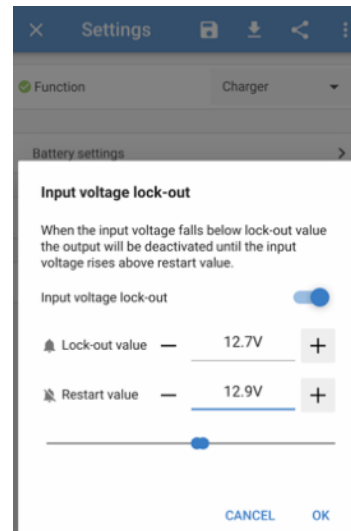 Settings
Function Charger
Battery settings
Input voltage lock-out
When the input voltage falls below lock-out value
the output will be deactivated until the input
voltage rises above restart value.
Input voltage lock-out
Lock-out value — 12.7V +
Restart value — 12.9V +
CANCEL OK